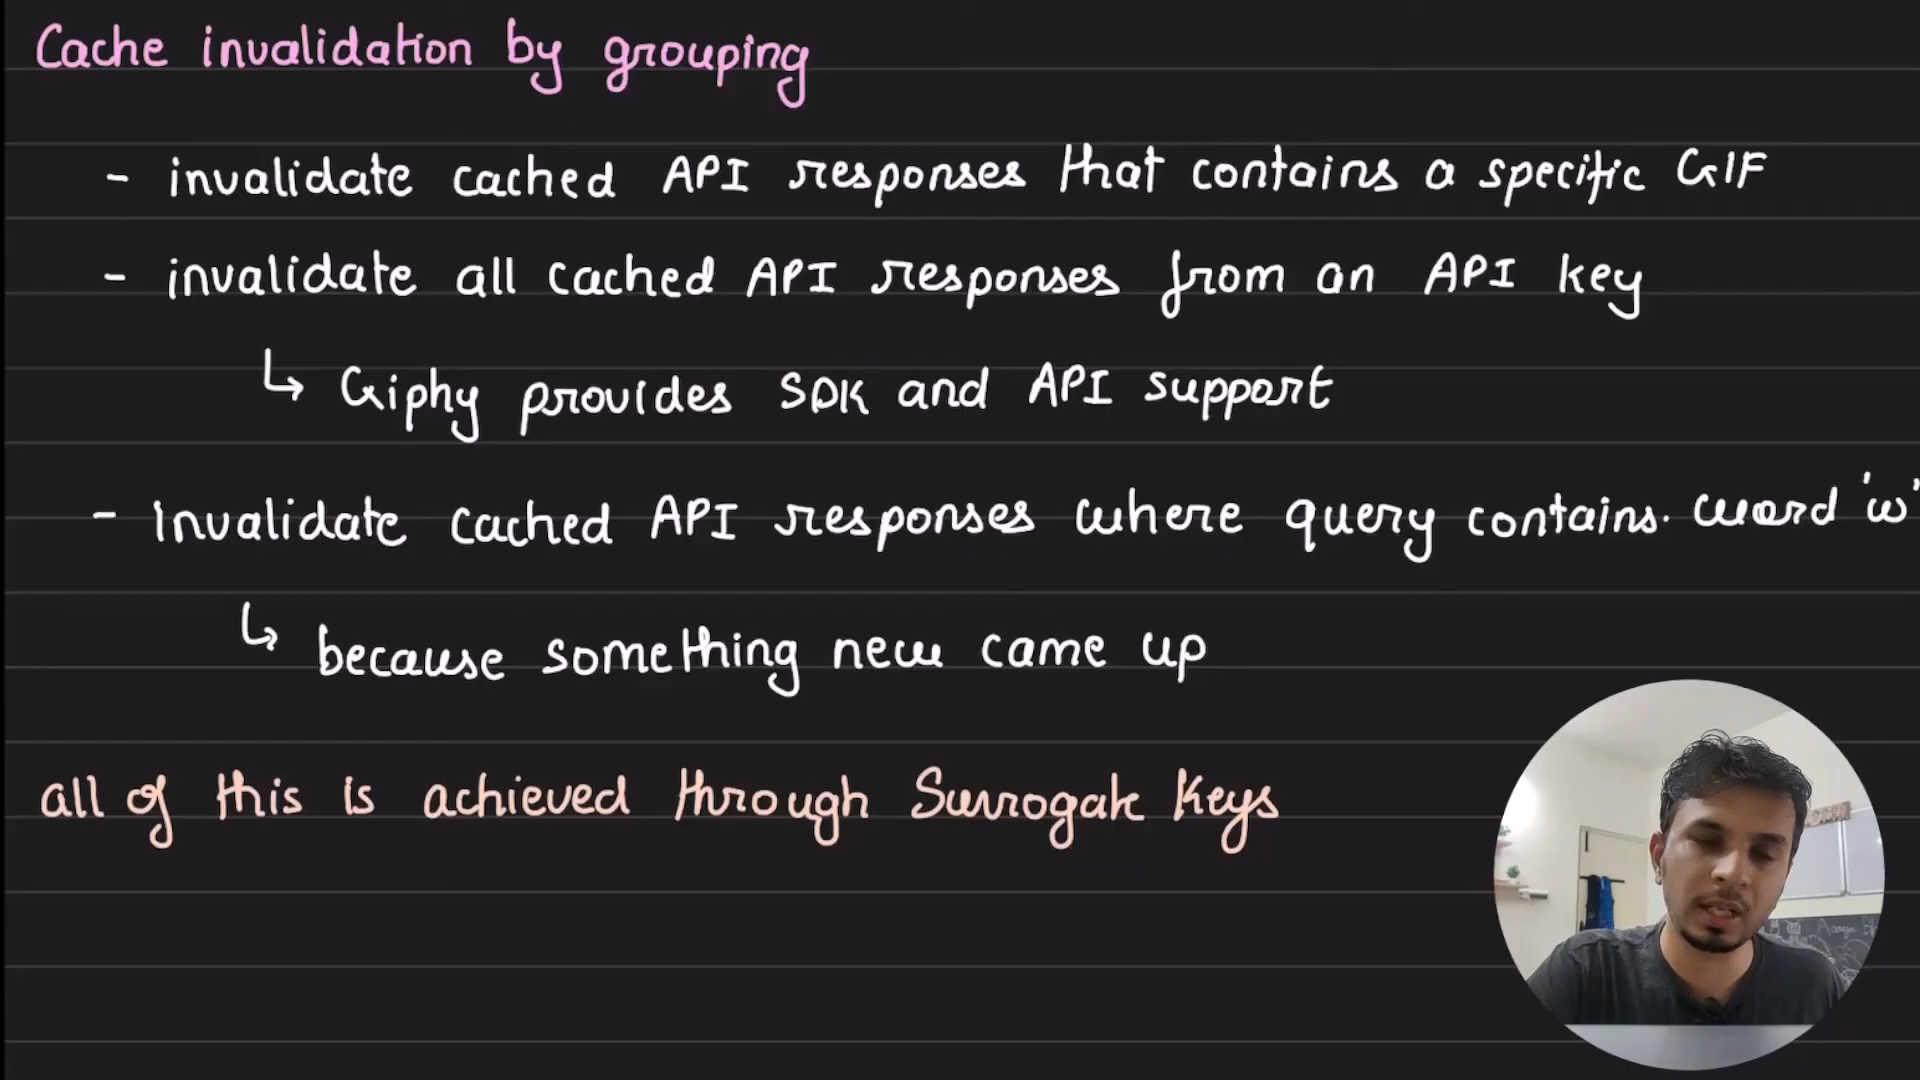 Cache invalidation by grouping
- invalidate cached API responses that contains a specific GIF
- invalidate all cached API responses from an API key
↳ Giphy provides SDK and API support
- Invalidate cached API responses where query contains. word 'w'
↳ because something new came up
all of this is achieved through Surrogate Keys